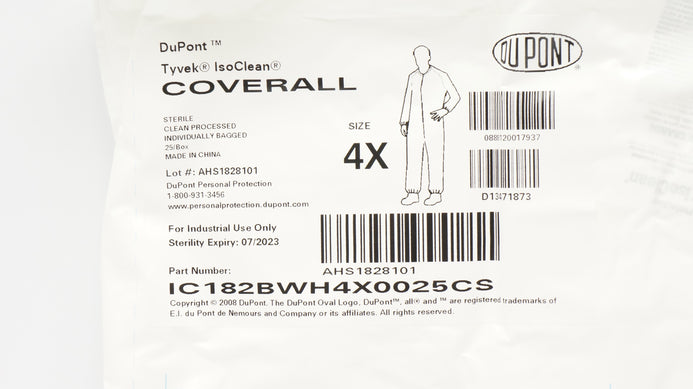 DuPont ™
Tyvek® IsoClean®
COVERALL
DU PONT
STERILE
CLEAN PROCESSED
INDIVIDUALLY BAGGED
25/Box
MADE IN CHINA
SIZE
4X
Lot #: AHS1828101
DuPont Personal Protection
1-800-931-3456
www.personalprotection.dupont.com
D13471873
For Industrial Use Only
Sterility Expiry: 07/2023
Part Number:
AHS1828101
IC182BWH4X0025CS
Copyright © 2008 DuPont. The DuPont Oval Logo, DuPont™, all® and ™ are registered trademarks of
E.I. du Pont de Nemours and Company or its affiliates. All rights reserved.